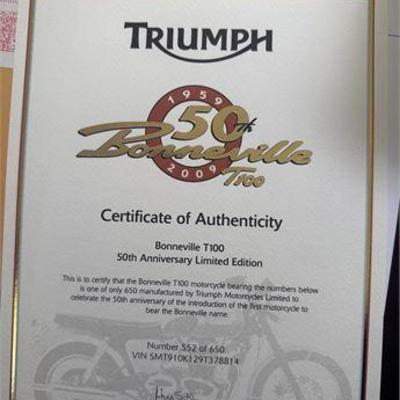 TRIUMPH
1959
50th
Bonneville
T100
2009
Certificate of Authenticity
Bonneville T100
50th Anniversary Limited Edition
This is to certify that the Bonneville T100 motorcycle bearing the numbers below
is one of only 650 manufactured by Triumph Motorcycles Limited to
celebrate the 50th anniversary of the introduction of the first motorcycle to
bear the Bonneville name.
Number 552 of 650
VIN SMT910K129T378814